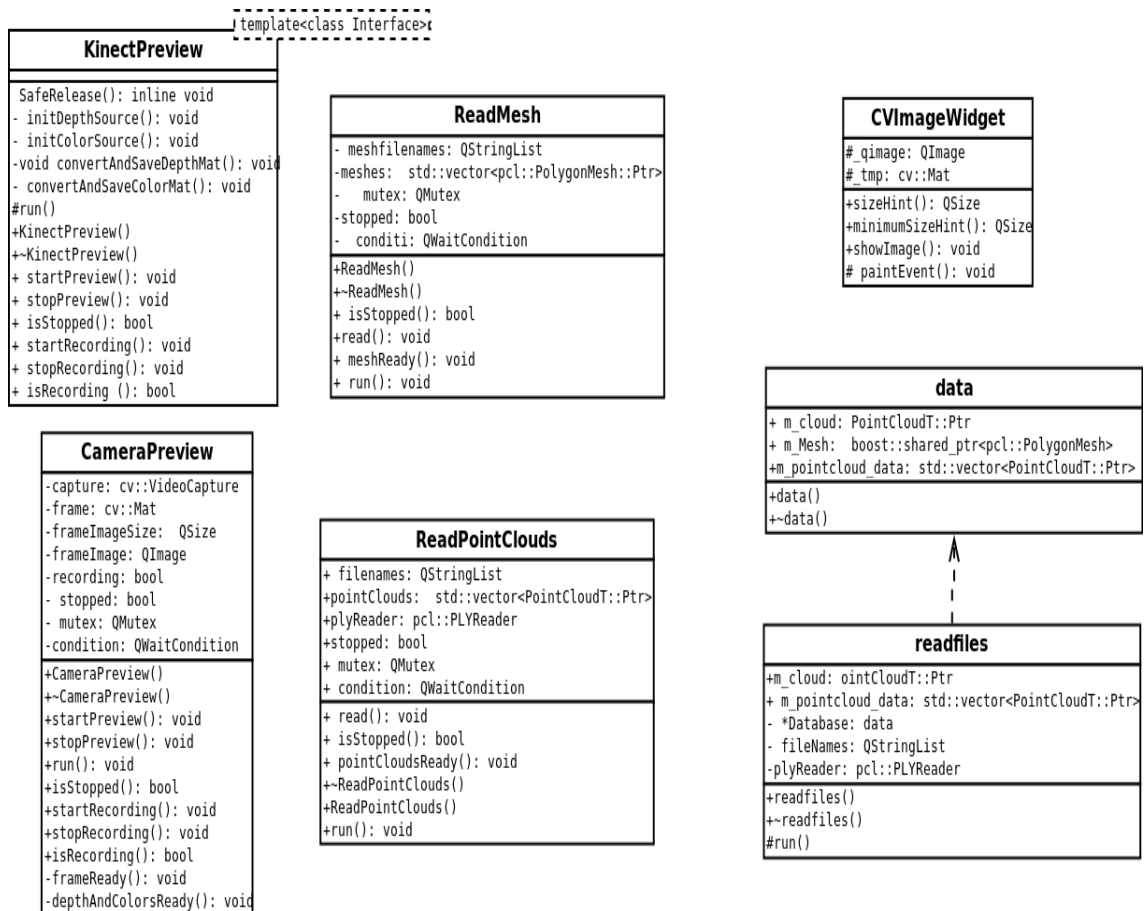 template<class Interface>
KinectPreview
SafeRelease(): inline void
- initDepthSource(): void
- initColorSource(): void
-void convertAndSaveDepthMat(): void
- convertAndSaveColorMat(): void
#run()
+KinectPreview()
+~KinectPreview()
+ startPreview(): void
+ stopPreview(): void
+ isStopped(): bool
+ startRecording(): void
+ stopRecording(): void
+ isRecording (): bool
ReadMesh
- meshfilenames: QStringList
-meshes: std::vector<pcl::PolygonMesh::Ptr>
- mutex: QMutex
-stopped: bool
- conditi: QWaitCondition
+ReadMesh()
+~ReadMesh()
+ isStopped(): bool
+read(): void
+ meshReady(): void
+ run(): void
CVImageWidget
#_qimage: QImage
#_tmp: cv::Mat
+sizeHint(): QSize
+minimumSizeHint(): QSize
+showImage(): void
# paintEvent(): void
CameraPreview
-capture: cv::VideoCapture
-frame: cv::Mat
-frameImageSize: QSize
-frameImage: QImage
-recording: bool
- stopped: bool
- mutex: QMutex
-condition: QWaitCondition
+CameraPreview()
+~CameraPreview()
+startPreview(): void
+stopPreview(): void
+run(): void
+isStopped(): bool
+startRecording(): void
+stopRecording(): void
+isRecording(): bool
-frameReady(): void
-depthAndColorsReady(): void
ReadPointClouds
+ filenames: QStringList
+pointClouds: std::vector<PointCloudT::Ptr>
+plyReader: pcl::PLYReader
+stopped: bool
+ mutex: QMutex
+ condition: QWaitCondition
+ read(): void
+ isStopped(): bool
+ pointCloudsReady(): void
+~ReadPointClouds()
+ReadPointClouds()
+run(): void
data
+ m_cloud: PointCloudT::Ptr
+ m_Mesh: boost::shared_ptr<pcl::PolygonMesh>
+m_pointcloud_data: std::vector<PointCloudT::Ptr>
+data()
+~data()
readfiles
+m_cloud: ointCloudT::Ptr
+ m_pointcloud_data: std::vector<PointCloudT::Ptr>
- *Database: data
- fileNames: QStringList
-plyReader: pcl::PLYReader
+readfiles()
+~readfiles()
#run()